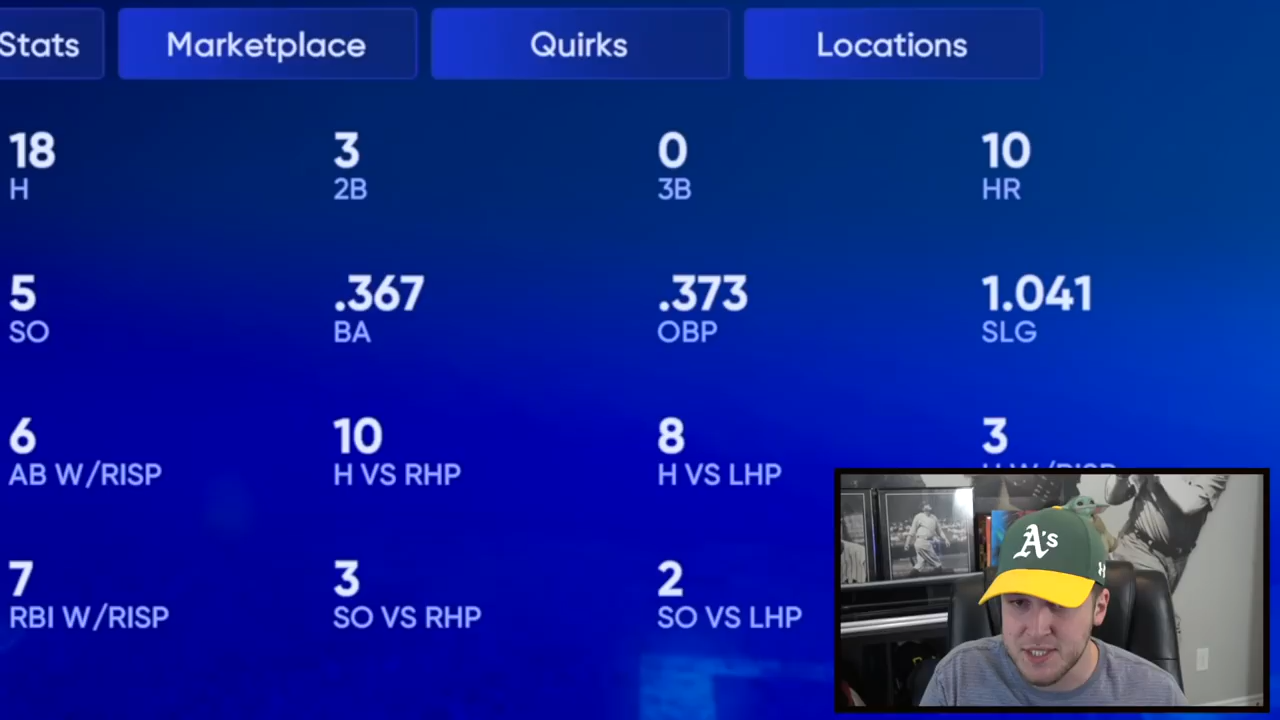 Stats Marketplace Quirks Locations
18 3 0 10
H 2B 3B HR
5 .367 .373 1.041
SO BA OBP SLG
6 10 8 3
AB W/RISP H VS RHP H VS LHP H W/RISP
7 3 2
RBI W/RISP SO VS RHP SO VS LHP
A's